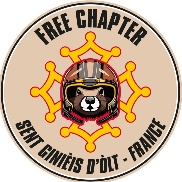 FREE CHAPTER
SENT GINIÈIS D'ÒLT - FRANCE